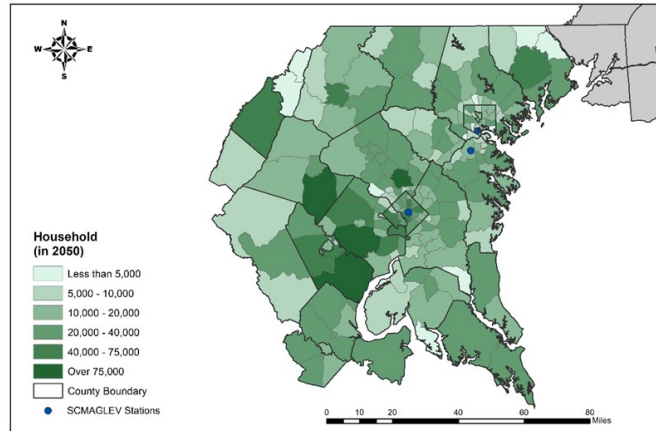 N
W E
S
Household
(in 2050)
Less than 5,000
5,000 - 10,000
10,000 - 20,000
20,000 - 40,000
40,000 - 75,000
Over 75,000
County Boundary
SCMAGLEV Stations
0 20 40 60 80
Miles